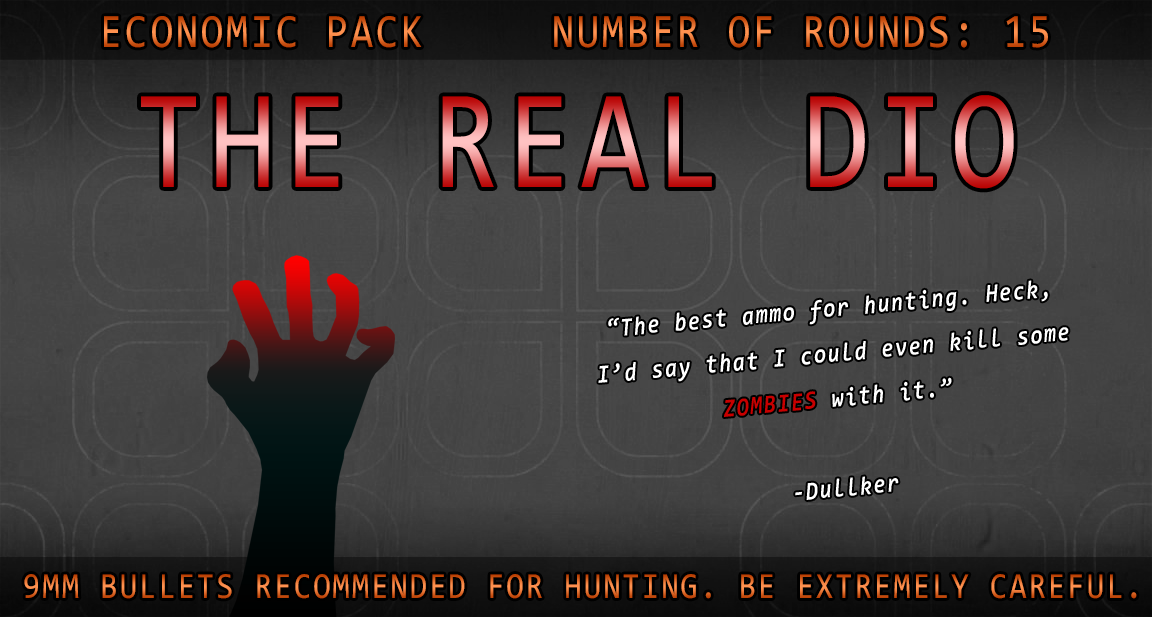 ECONOMIC PACK NUMBER OF ROUNDS: 15
THE REAL DIO
“The best ammo for hunting. Heck,
I’d say that I could even kill some
ZOMBIES with it.”
-Dullker
9MM BULLETS RECOMMENDED FOR HUNTING. BE EXTREMELY CAREFUL.